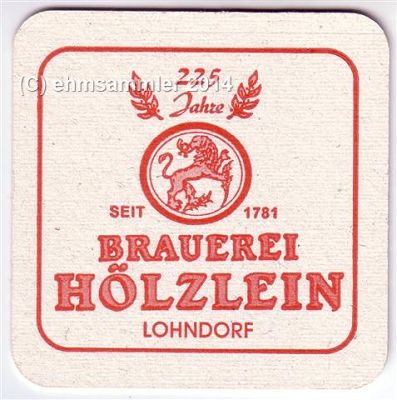 (C) ehmsammler 2014
225
Jahre
SEIT 1781
BRAUEREI
HÖLZLEIN
LOHNDORF